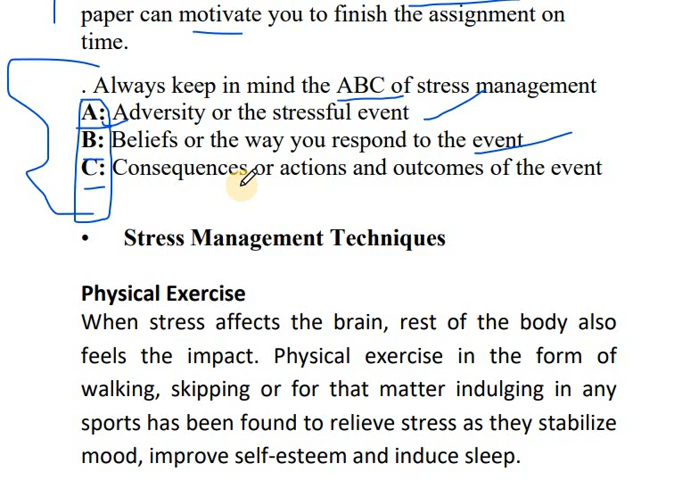 paper can motivate you to finish the assignment on
time.
. Always keep in mind the ABC of stress management
A: Adversity or the stressful event
B: Beliefs or the way you respond to the event
C: Consequences or actions and outcomes of the event
• Stress Management Techniques
Physical Exercise
When stress affects the brain, rest of the body also
feels the impact. Physical exercise in the form of
walking, skipping or for that matter indulging in any
sports has been found to relieve stress as they stabilize
mood, improve self-esteem and induce sleep.